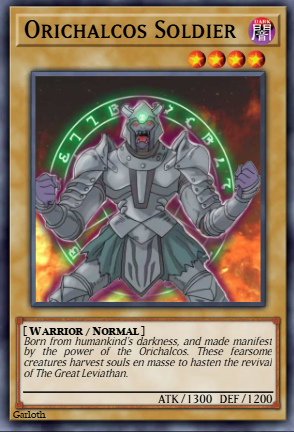 ORICHALCOS SOLDIER
DARK
闇
[ WARRIOR / NORMAL ]
Born from humankind's darkness, and made manifest
by the power of the Orichalcos. These fearsome
creatures harvest souls en masse to hasten the revival
of The Great Leviathan.
ATK / 1300 DEF / 1200
Garloth